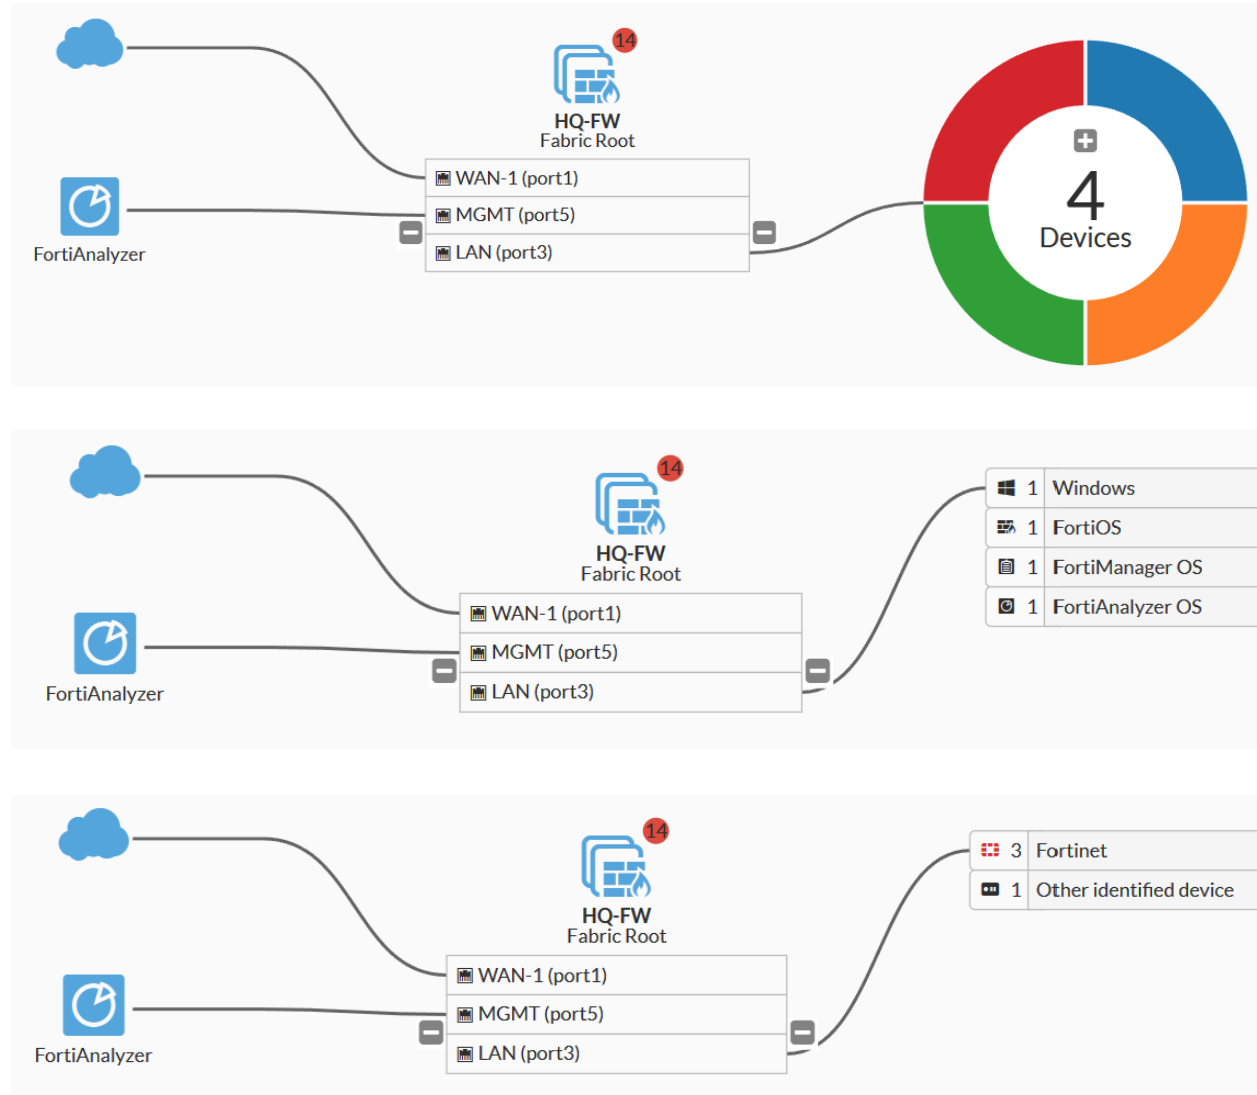 14
HQ-FW
Fabric Root
WAN-1 (port1)
MGMT (port5)
LAN (port3)
FortiAnalyzer
4
Devices
14
HQ-FW
Fabric Root
WAN-1 (port1)
MGMT (port5)
LAN (port3)
FortiAnalyzer
1 Windows
1 FortiOS
1 FortiManager OS
1 FortiAnalyzer OS
14
HQ-FW
Fabric Root
WAN-1 (port1)
MGMT (port5)
LAN (port3)
FortiAnalyzer
3 Fortinet
1 Other identified device